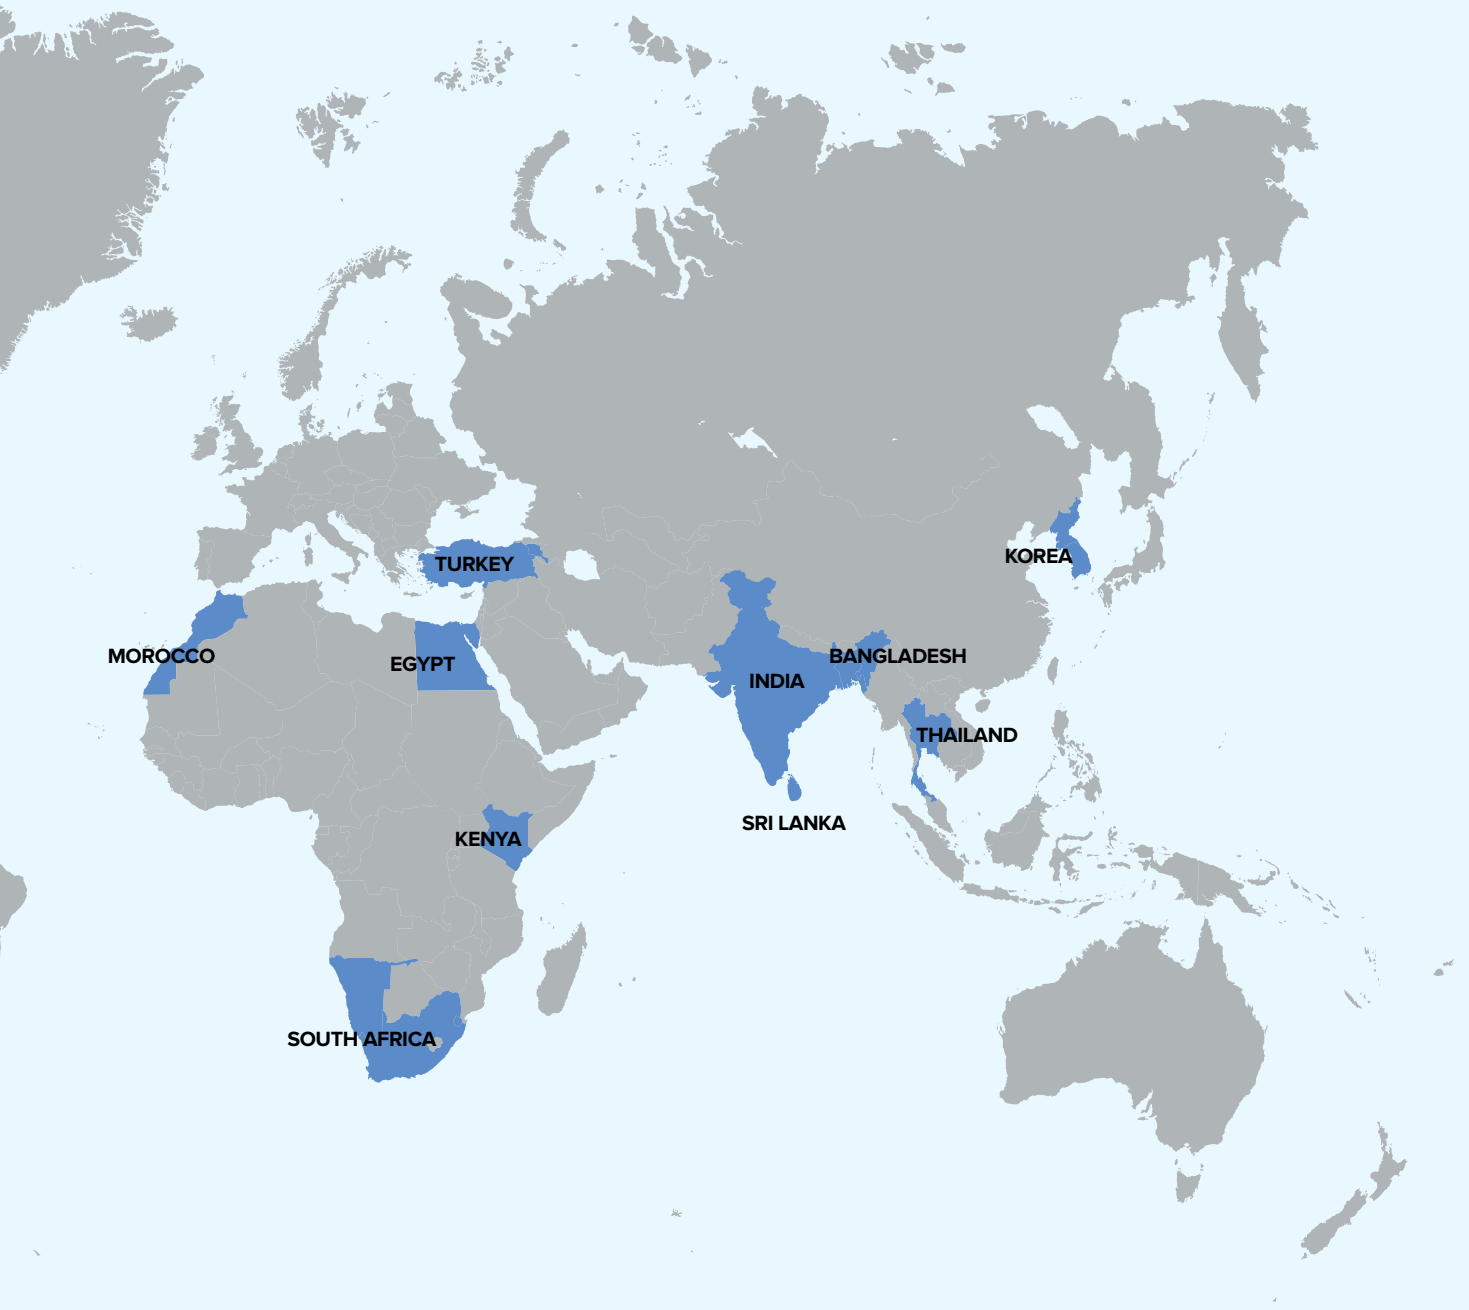 KOREA
TURKEY
MOROCCO
EGYPT
BANGLADESH
INDIA
THAILAND
SRI LANKA
KENYA
SOUTH AFRICA